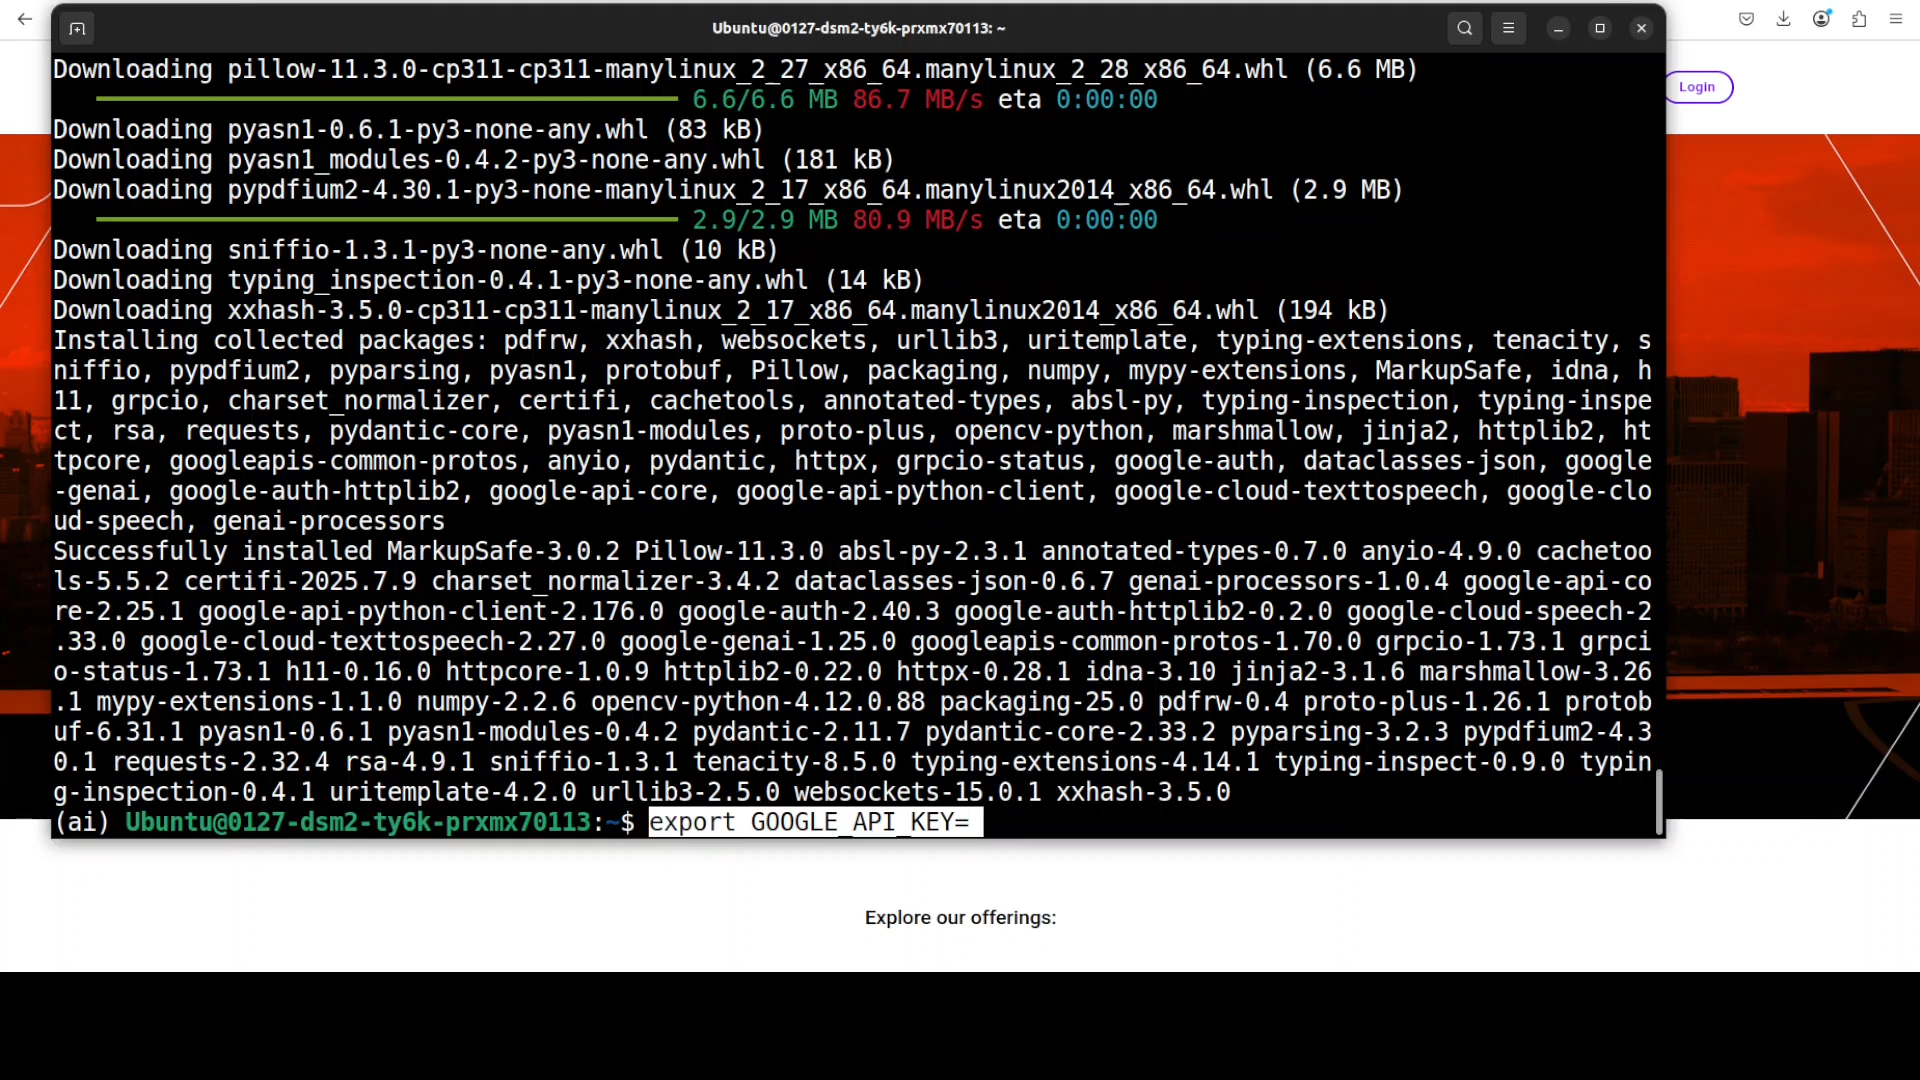 Ubuntu@0127-dsm2-ty6k-prxmx70113: ~
Login
Downloading pillow-11.3.0-cp311-cp311-manylinux_2_27_x86_64.manylinux_2_28_x86_64.whl (6.6 MB)
6.6/6.6 MB 86.7 MB/s eta 0:00:00
Downloading pyasn1-0.6.1-py3-none-any.whl (83 kB)
Downloading pyasn1_modules-0.4.2-py3-none-any.whl (181 kB)
Downloading pypdfium2-4.30.1-py3-none-manylinux_2_17_x86_64.manylinux2014_x86_64.whl (2.9 MB)
2.9/2.9 MB 80.9 MB/s eta 0:00:00
Downloading sniffio-1.3.1-py3-none-any.whl (10 kB)
Downloading typing_inspection-0.4.1-py3-none-any.whl (14 kB)
Downloading xxhash-3.5.0-cp311-cp311-manylinux_2_17_x86_64.manylinux2014_x86_64.whl (194 kB)
Installing collected packages: pdfrw, xxhash, websockets, urllib3, uritemplate, typing-extensions, tenacity, s
niffio, pypdfium2, pyparsing, pyasn1, protobuf, Pillow, packaging, numpy, mypy-extensions, MarkupSafe, idna, h
11, grpcio, charset_normalizer, certifi, cachetools, annotated-types, absl-py, typing-inspection, typing-inspe
ct, rsa, requests, pydantic-core, pyasn1-modules, proto-plus, opencv-python, marshmallow, jinja2, httplib2, ht
tpcore, googleapis-common-protos, anyio, pydantic, httpx, grpcio-status, google-auth, dataclasses-json, google
-genai, google-auth-httplib2, google-api-core, google-api-python-client, google-cloud-texttospeech, google-clo
ud-speech, genai-processors
Successfully installed MarkupSafe-3.0.2 Pillow-11.3.0 absl-py-2.3.1 annotated-types-0.7.0 anyio-4.9.0 cachetoo
ls-5.5.2 certifi-2025.7.9 charset_normalizer-3.4.2 dataclasses-json-0.6.7 genai-processors-1.0.4 google-api-co
re-2.25.1 google-api-python-client-2.176.0 google-auth-2.40.3 google-auth-httplib2-0.2.0 google-cloud-speech-2
.33.0 google-cloud-texttospeech-2.27.0 google-genai-1.25.0 googleapis-common-protos-1.70.0 grpcio-1.73.1 grpci
o-status-1.73.1 h11-0.16.0 httpcore-1.0.9 httplib2-0.22.0 httpx-0.28.1 idna-3.10 jinja2-3.1.6 marshmallow-3.26
.1 mypy-extensions-1.1.0 numpy-2.2.6 opencv-python-4.12.0.88 packaging-25.0 pdfrw-0.4 proto-plus-1.26.1 protob
uf-6.31.1 pyasn1-0.6.1 pyasn1-modules-0.4.2 pydantic-2.11.7 pydantic-core-2.33.2 pyparsing-3.2.3 pypdfium2-4.3
0.1 requests-2.32.4 rsa-4.9.1 sniffio-1.3.1 tenacity-8.5.0 typing-extensions-4.14.1 typing-inspect-0.9.0 typin
g-inspection-0.4.1 uritemplate-4.2.0 urllib3-2.5.0 websockets-15.0.1 xxhash-3.5.0
(ai) Ubuntu@0127-dsm2-ty6k-prxmx70113:~$ export GOOGLE_API_KEY=
Explore our offerings: